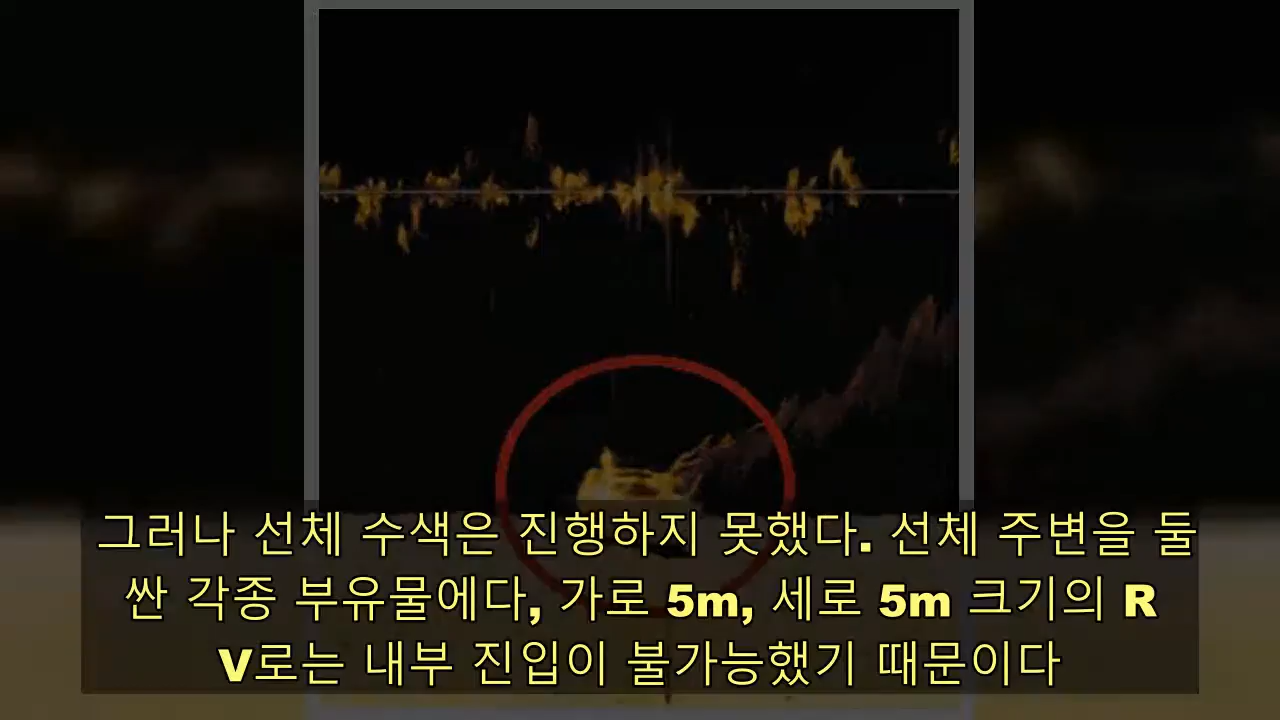 그러나 선체 수색은 진행하지 못했다. 선체 주변을 둘
싼 각종 부유물에다, 가로 5m, 세로 5m 크기의 R
V로는 내부 진입이 불가능했기 때문이다